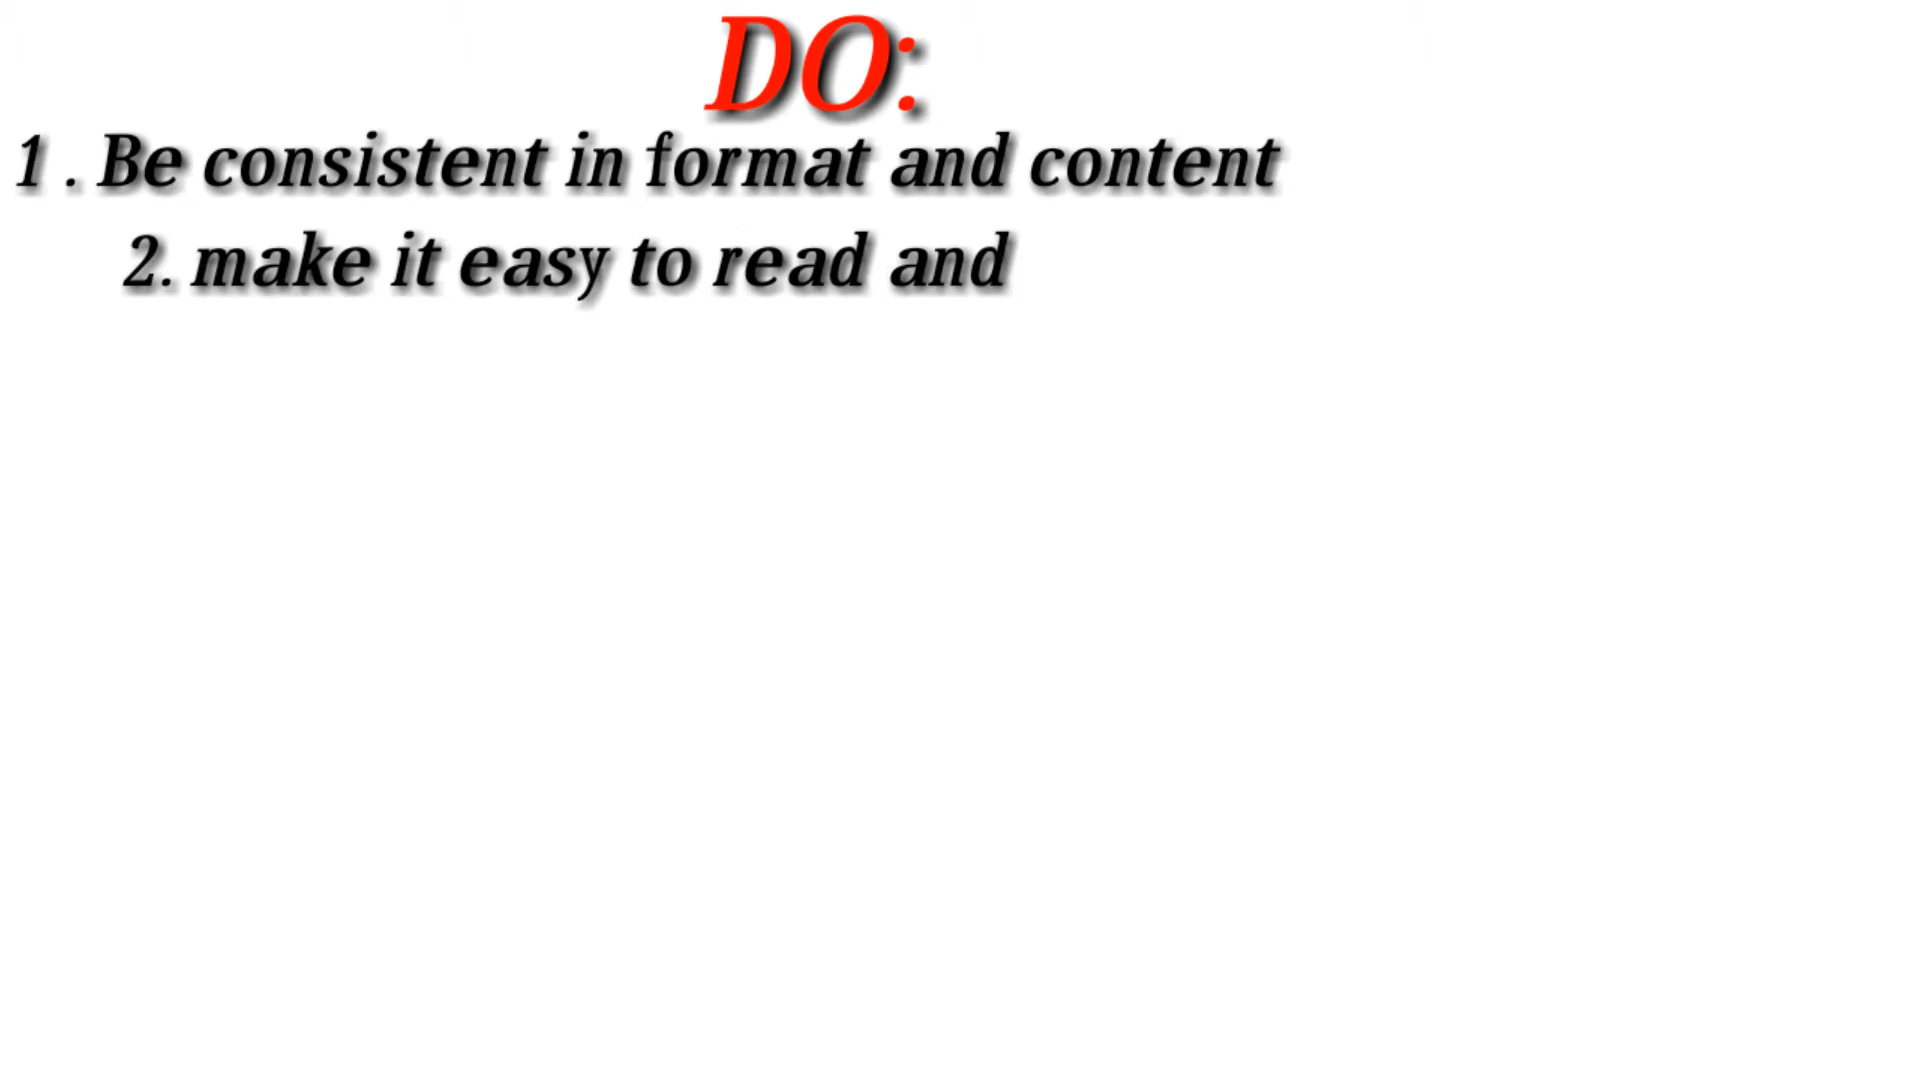 DO:
1 . Be consistent in format and content
2. make it easy to read and